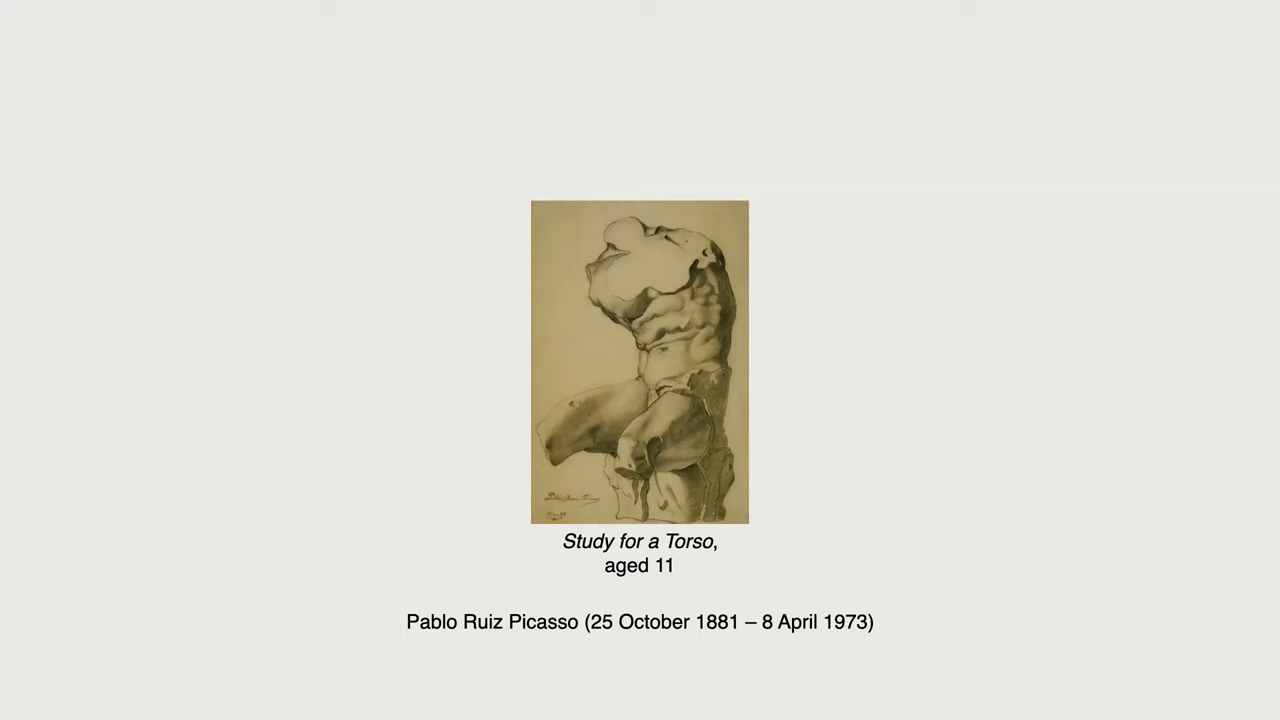 Study for a Torso,
aged 11
Pablo Ruiz Picasso (25 October 1881 – 8 April 1973)